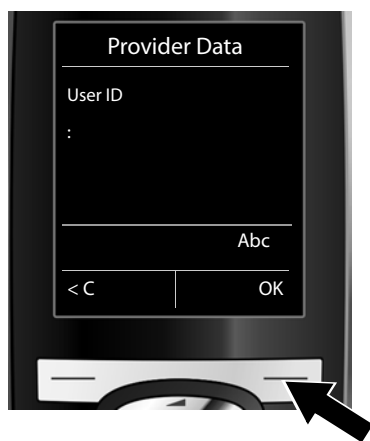 Provider Data
User ID
:
Abc
< C OK